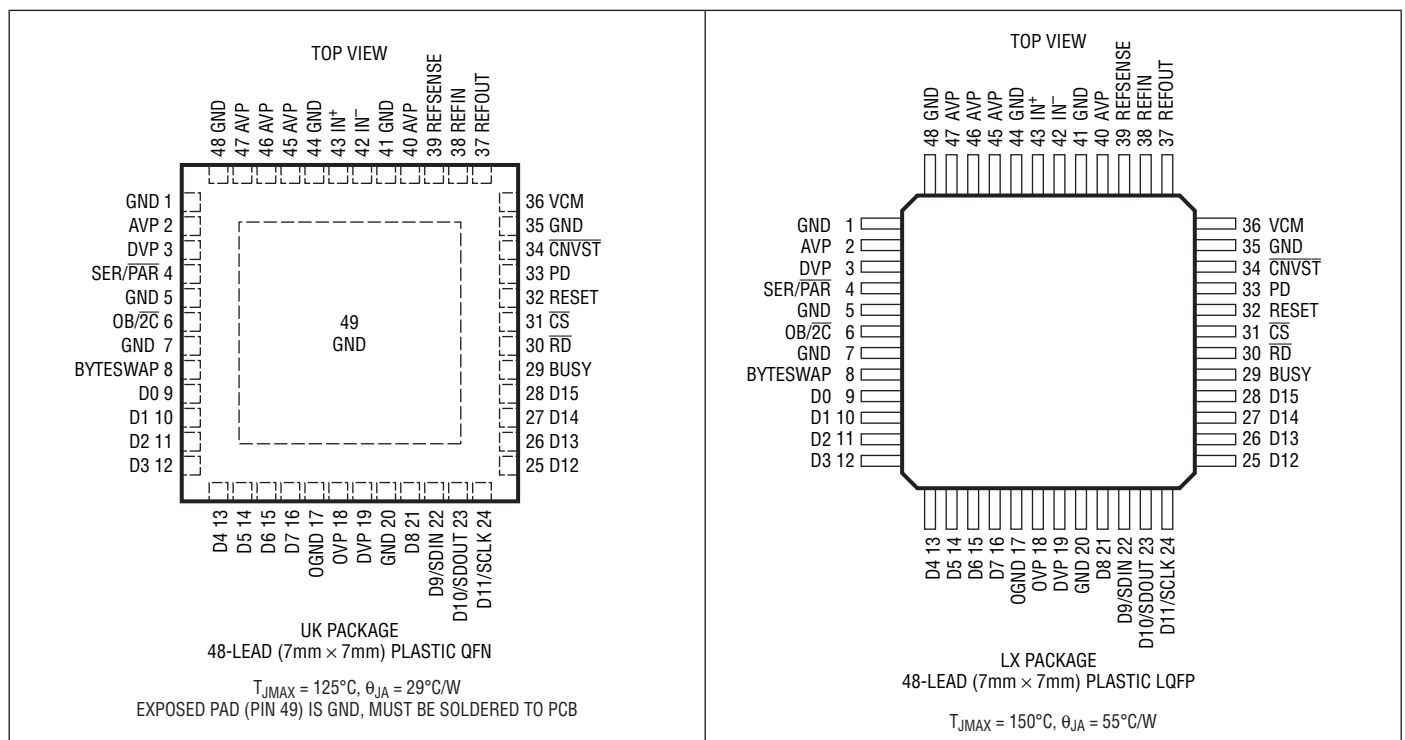 TOP VIEW
48 GND
47 AVP
46 AVP
45 AVP
44 GND
43 IN⁺
42 IN⁻
41 GND
40 AVP
39 REFSENSE
38 REFIN
37 REFOUT
GND 1
AVP 2
DVP 3
SER/P̅A̅R̅ 4
GND 5
OB/2̅C̅ 6
GND 7
BYTESWAP 8
D0 9
D1 10
D2 11
D3 12
49
GND
36 VCM
35 GND
34 C̅N̅V̅S̅T̅
33 PD
32 RESET
31 C̅S̅
30 R̅D̅
29 BUSY
28 D15
27 D14
26 D13
25 D12
D4 13
D5 14
D6 15
D7 16
OGND 17
OVP 18
DVP 19
GND 20
D8 21
D9/SDIN 22
D10/SDOUT 23
D11/SCLK 24
UK PACKAGE
48-LEAD (7mm × 7mm) PLASTIC QFN
TJMAX = 125°C, θJA = 29°C/W
EXPOSED PAD (PIN 49) IS GND, MUST BE SOLDERED TO PCB
TOP VIEW
48 GND
47 AVP
46 AVP
45 AVP
44 GND
43 IN⁺
42 IN⁻
41 GND
40 AVP
39 REFSENSE
38 REFIN
37 REFOUT
GND 1
AVP 2
DVP 3
SER/P̅A̅R̅ 4
GND 5
OB/2̅C̅ 6
GND 7
BYTESWAP 8
D0 9
D1 10
D2 11
D3 12
36 VCM
35 GND
34 C̅N̅V̅S̅T̅
33 PD
32 RESET
31 C̅S̅
30 R̅D̅
29 BUSY
28 D15
27 D14
26 D13
25 D12
D4 13
D5 14
D6 15
D7 16
OGND 17
OVP 18
DVP 19
GND 20
D8 21
D9/SDIN 22
D10/SDOUT 23
D11/SCLK 24
LX PACKAGE
48-LEAD (7mm × 7mm) PLASTIC LQFP
TJMAX = 150°C, θJA = 55°C/W